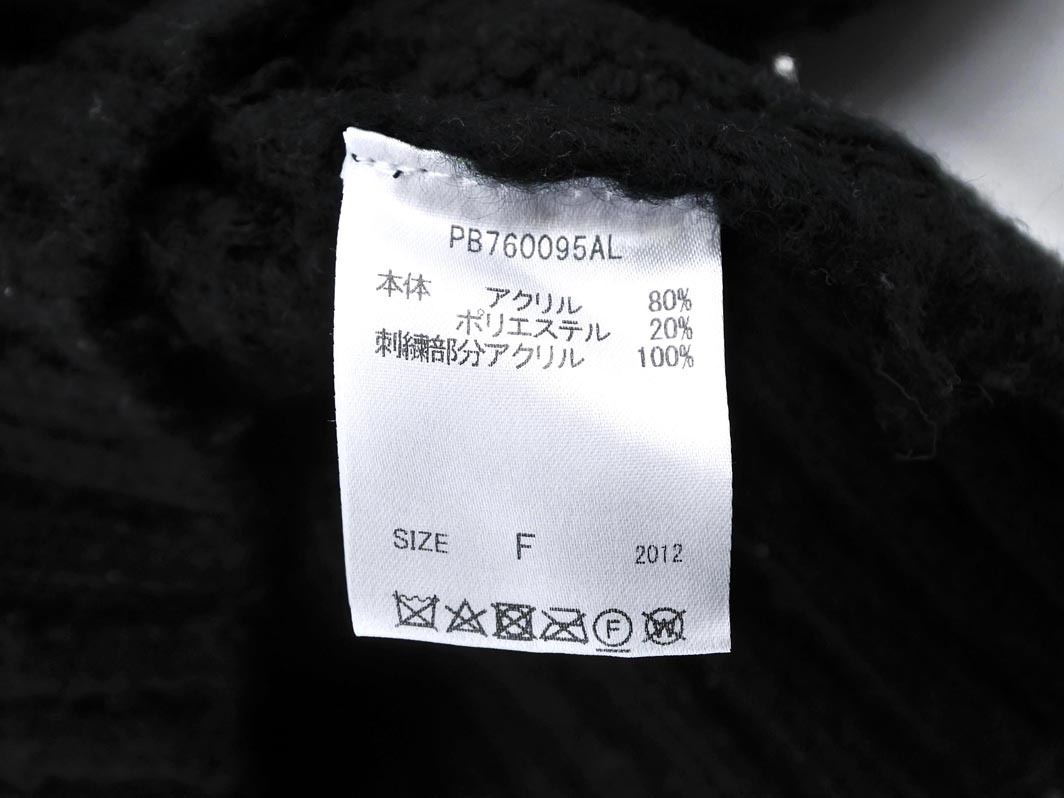 PB760095AL
本体 アクリル 80%
ポリエステル 20%
刺繍部分アクリル 100%
SIZE F 2012
F W